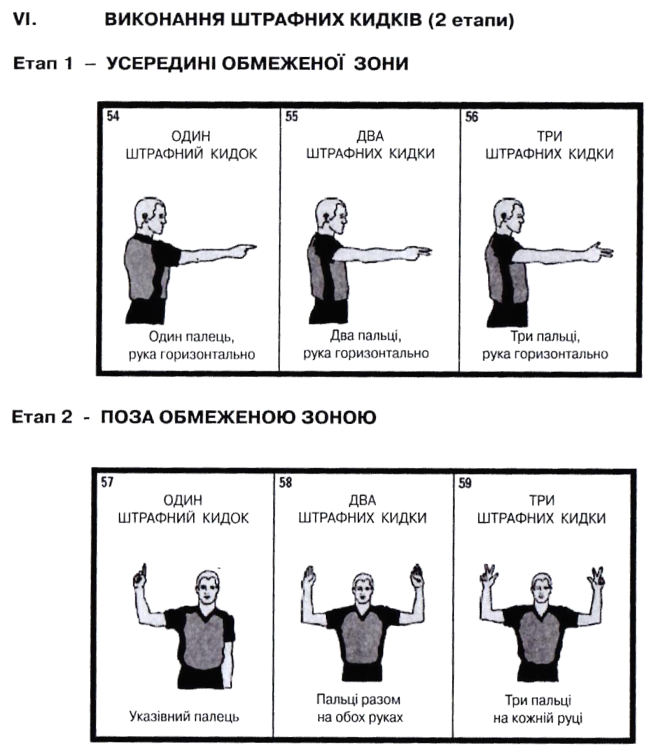 VI. ВИКОНАННЯ ШТРАФНИХ КИДКІВ (2 етапи)
Етап 1 – УСЕРЕДИНІ ОБМЕЖЕНОЇ ЗОНИ
54
ОДИН
ШТРАФНИЙ КИДОК
Один палець,
рука горизонтально
55
ДВА
ШТРАФНИХ КИДКИ
Два пальці,
рука горизонтально
56
ТРИ
ШТРАФНИХ КИДКИ
Три пальці,
рука горизонтально
Етап 2 - ПОЗА ОБМЕЖЕНОЮ ЗОНОЮ
57
ОДИН
ШТРАФНИЙ КИДОК
Указівний палець
58
ДВА
ШТРАФНИХ КИДКИ
Пальці разом
на обох руках
59
ТРИ
ШТРАФНИХ КИДКИ
Три пальці
на кожній руці